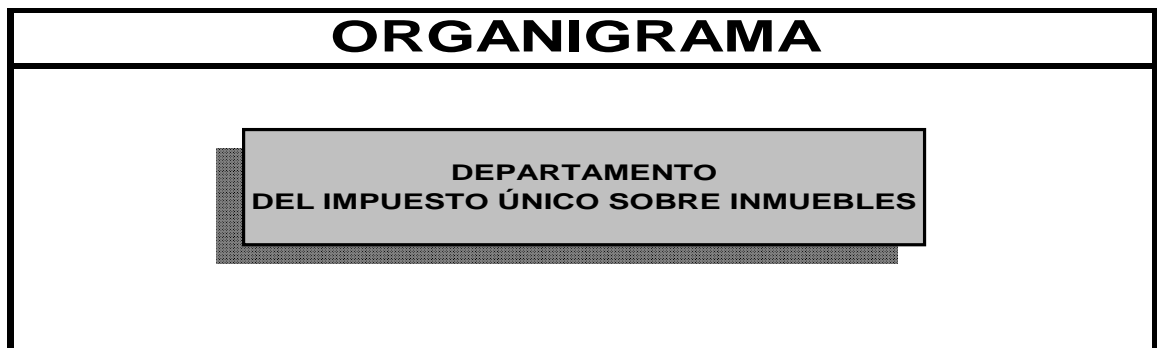 ORGANIGRAMA
DEPARTAMENTO
DEL IMPUESTO ÚNICO SOBRE INMUEBLES